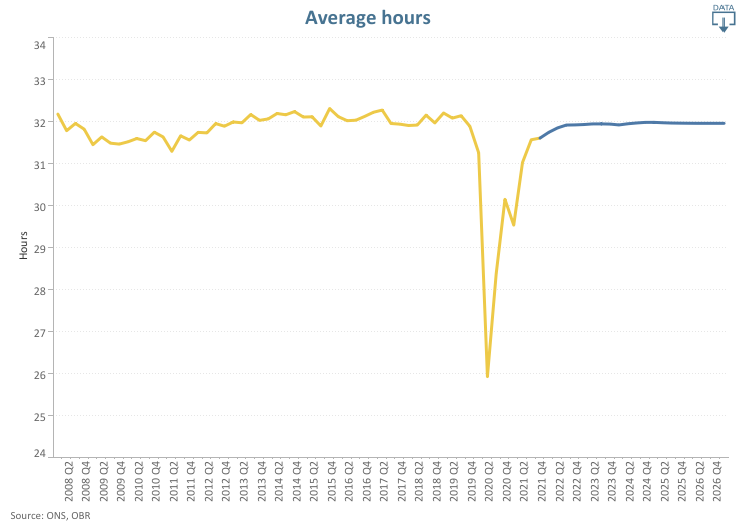 Average hours
DATA
34
33
32
31
30
29
28
27
26
25
24
Hours
2008 Q2
2008 Q4
2009 Q2
2009 Q4
2010 Q2
2010 Q4
2011 Q2
2011 Q4
2012 Q2
2012 Q4
2013 Q2
2013 Q4
2014 Q2
2014 Q4
2015 Q2
2015 Q4
2016 Q2
2016 Q4
2017 Q2
2017 Q4
2018 Q2
2018 Q4
2019 Q2
2019 Q4
2020 Q2
2020 Q4
2021 Q2
2021 Q4
2022 Q2
2022 Q4
2023 Q2
2023 Q4
2024 Q2
2024 Q4
2025 Q2
2025 Q4
2026 Q2
2026 Q4
Source: ONS, OBR